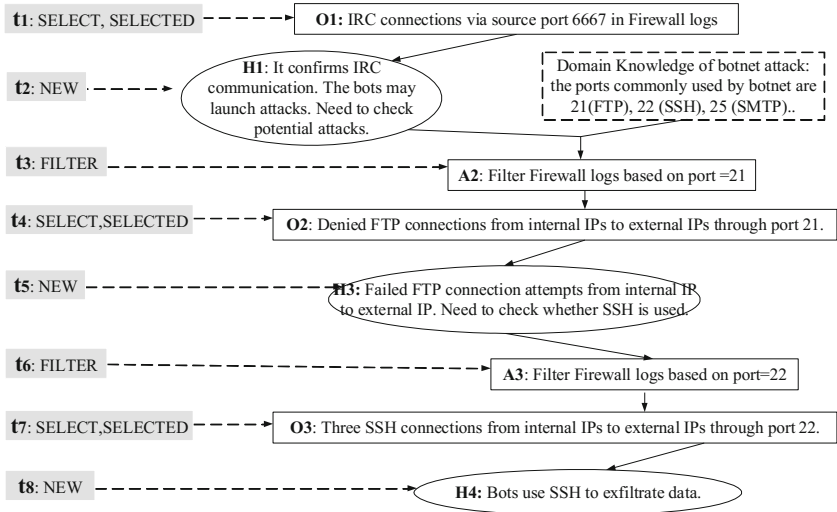 t1: SELECT, SELECTED
O1: IRC connections via source port 6667 in Firewall logs
t2: NEW
H1: It confirms IRC
communication. The bots may
launch attacks. Need to check
potential attacks.
Domain Knowledge of botnet attack:
the ports commonly used by botnet are
21(FTP), 22 (SSH), 25 (SMTP)..
t3: FILTER
A2: Filter Firewall logs based on port =21
t4: SELECT,SELECTED
O2: Denied FTP connections from internal IPs to external IPs through port 21.
t5: NEW
H3: Failed FTP connection attempts from internal IP
to external IP. Need to check whether SSH is used.
t6: FILTER
A3: Filter Firewall logs based on port=22
t7: SELECT,SELECTED
O3: Three SSH connections from internal IPs to external IPs through port 22.
t8: NEW
H4: Bots use SSH to exfiltrate data.